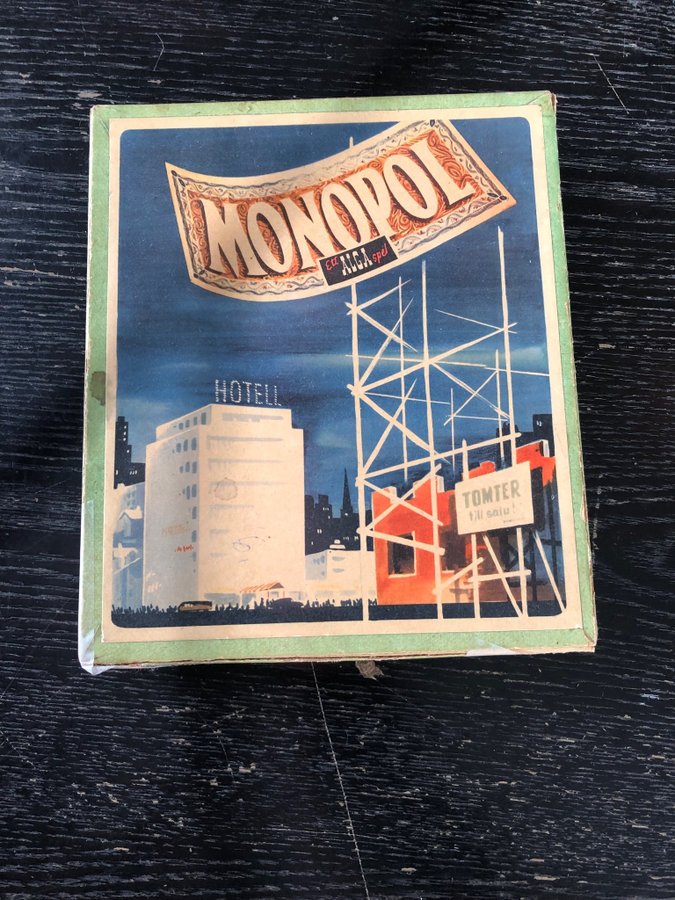 MONOPOL
Ett ALGA spel
HOTELL
TOMTER
till salu!